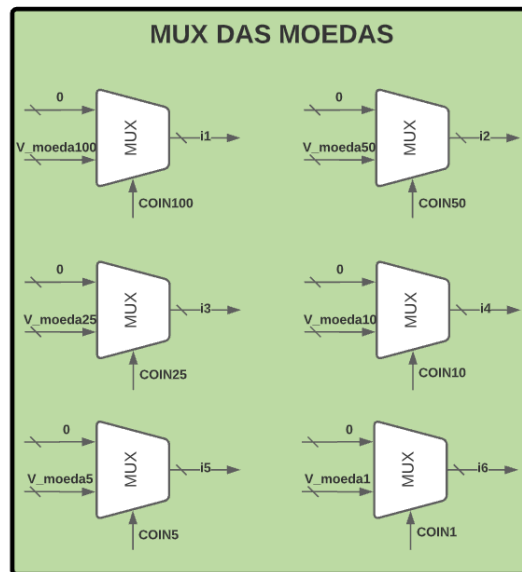 MUX DAS MOEDAS
0
V_moeda100
MUX
i1
COIN100
0
V_moeda50
MUX
i2
COIN50
0
V_moeda25
MUX
i3
COIN25
0
V_moeda10
MUX
i4
COIN10
0
V_moeda5
MUX
i5
COIN5
0
V_moeda1
MUX
i6
COIN1